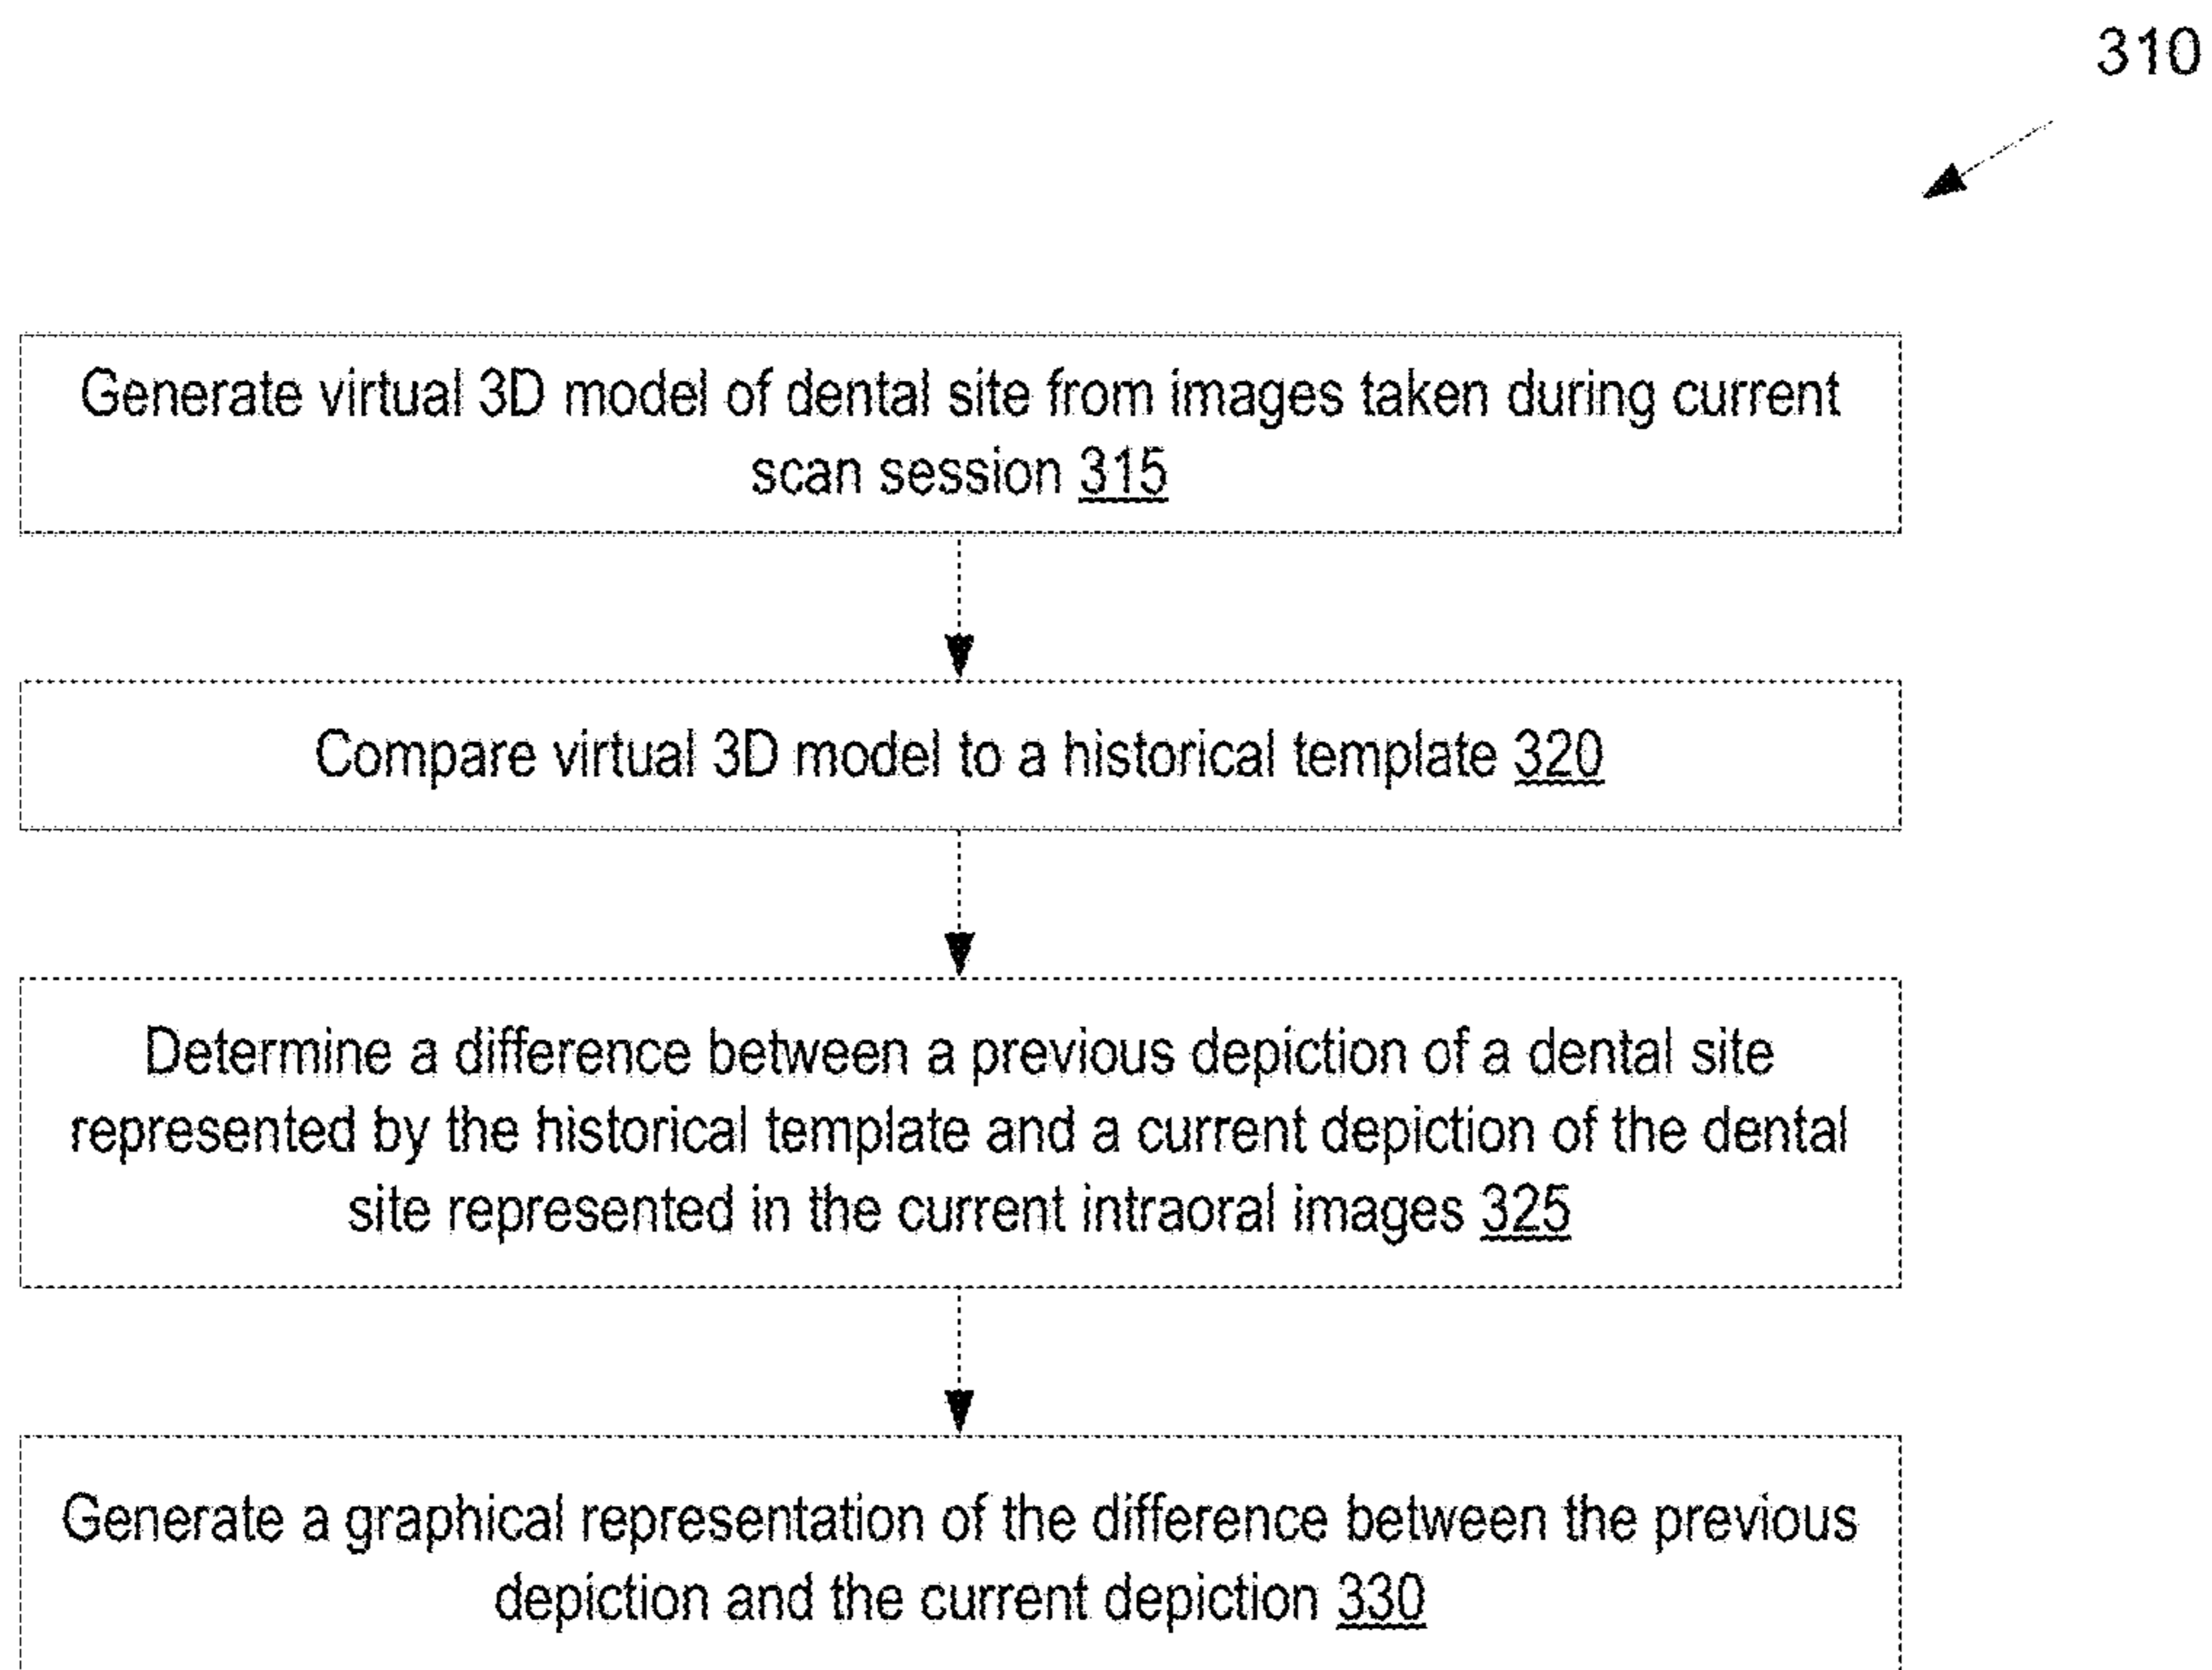 310
Generate virtual 3D model of dental site from images taken during current
scan session 315
Compare virtual 3D model to a historical template 320
Determine a difference between a previous depiction of a dental site
represented by the historical template and a current depiction of the dental
site represented in the current intraoral images 325
Generate a graphical representation of the difference between the previous
depiction and the current depiction 330